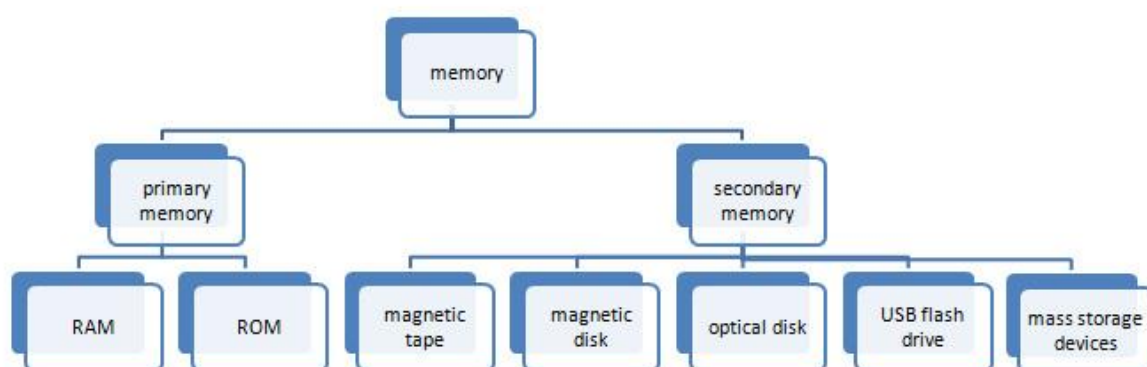 memory
primary
memory
secondary
memory
RAM
ROM
magnetic
tape
magnetic
disk
optical disk
USB flash
drive
mass storage
devices